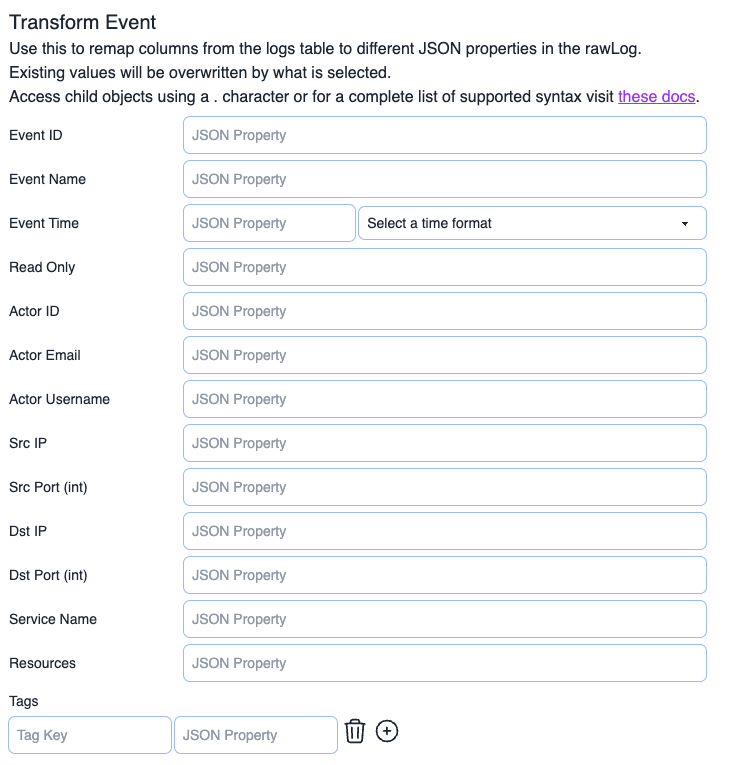 Transform Event
Use this to remap columns from the logs table to different JSON properties in the rawLog.
Existing values will be overwritten by what is selected.
Access child objects using a . character or for a complete list of supported syntax visit these docs.
Event ID JSON Property
Event Name JSON Property
Event Time JSON Property Select a time format
Read Only JSON Property
Actor ID JSON Property
Actor Email JSON Property
Actor Username JSON Property
Src IP JSON Property
Src Port (int) JSON Property
Dst IP JSON Property
Dst Port (int) JSON Property
Service Name JSON Property
Resources JSON Property
Tags
Tag Key JSON Property